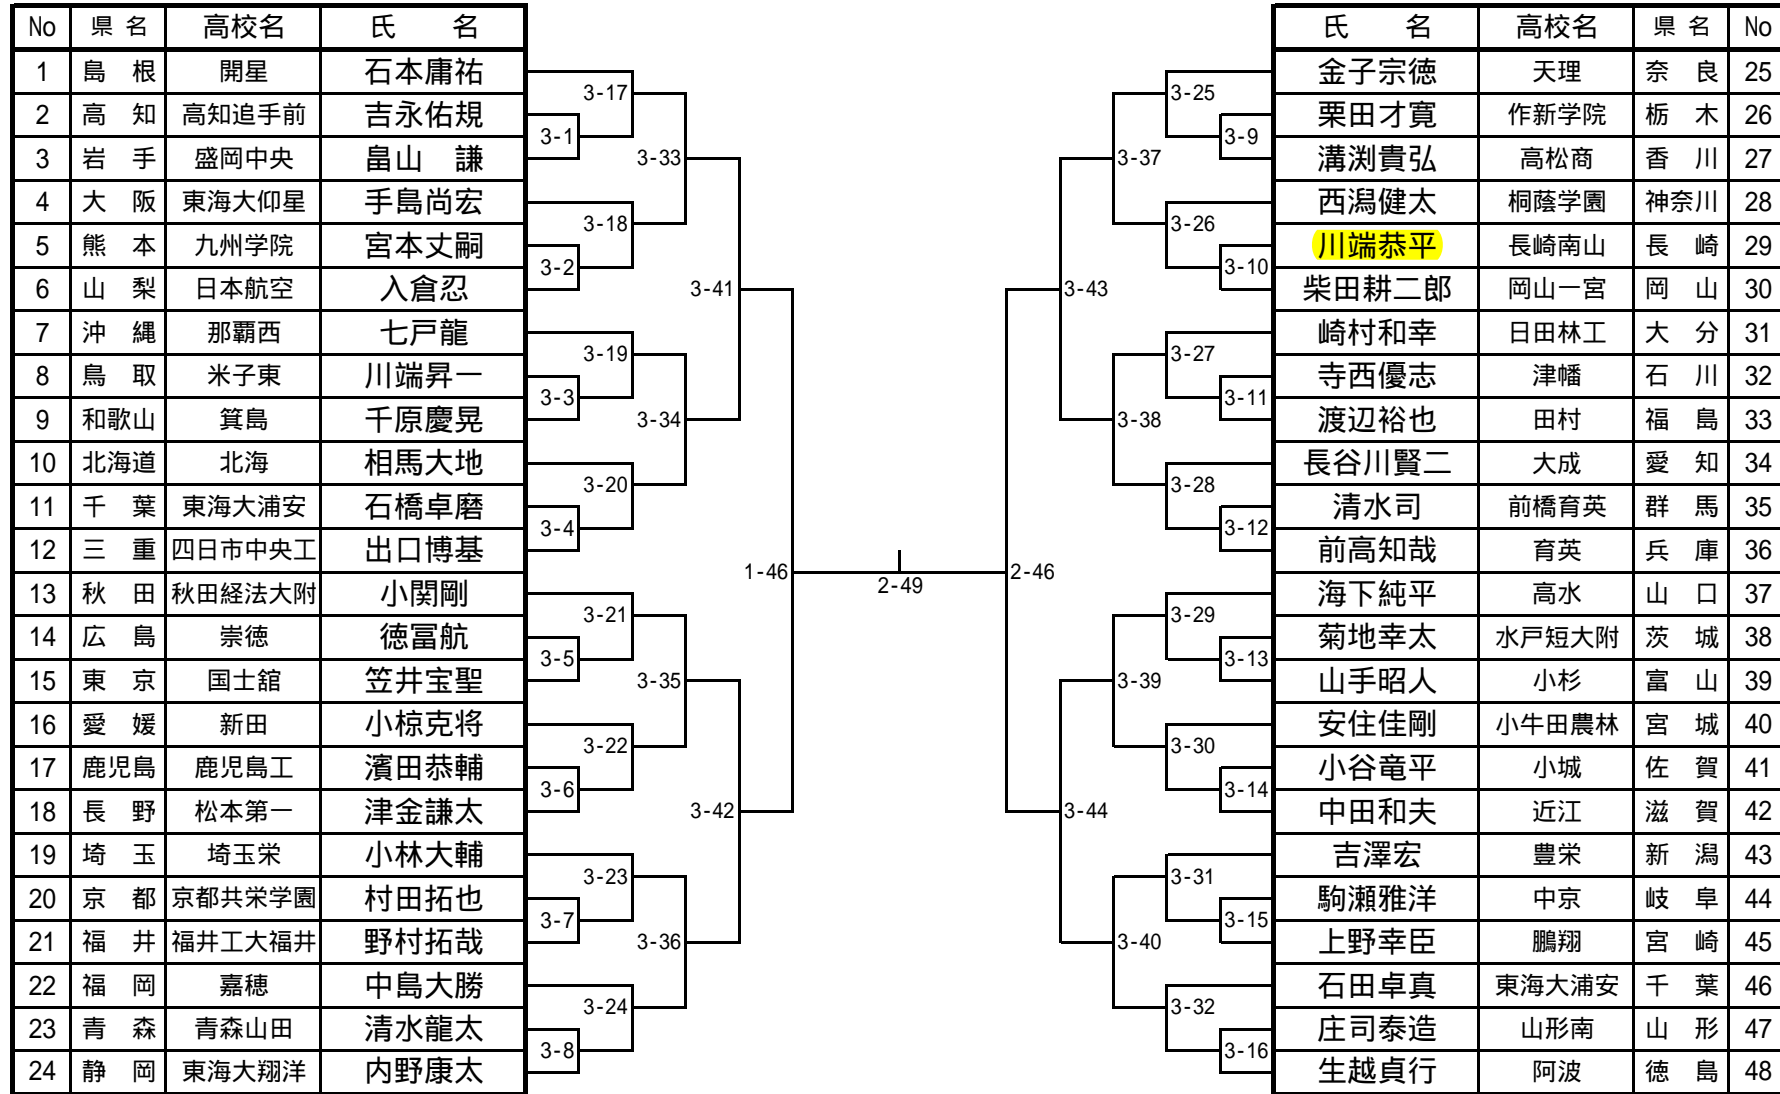 No 県名 高校名 氏 名
1 島根 開星 石本庸祐
2 高知 高知追手前 吉永佑規
3 岩手 盛岡中央 畠山 謙
4 大阪 東海大仰星 手島尚宏
5 熊本 九州学院 宮本丈嗣
6 山梨 日本航空 入倉忍
7 沖縄 那覇西 七戸龍
8 鳥取 米子東 川端昇一
9 和歌山 箕島 千原慶晃
10 北海道 北海 相馬大地
11 千葉 東海大浦安 石橋卓磨
12 三重 四日市中央工 出口博基
13 秋田 秋田経法大附 小関剛
14 広島 崇徳 徳冨航
15 東京 国士舘 笠井宝聖
16 愛媛 新田 小椋克将
17 鹿児島 鹿児島工 濱田恭輔
18 長野 松本第一 津金謙太
19 埼玉 埼玉栄 小林大輔
20 京都 京都共栄学園 村田拓也
21 福井 福井工大福井 野村拓哉
22 福岡 嘉穂 中島大勝
23 青森 青森山田 清水龍太
24 静岡 東海大翔洋 内野康太
3-17
3-1
3-33
3-18
3-2
3-41
3-19
3-3
3-34
3-20
3-4
1-46
3-21
3-5
3-35
3-22
3-6
3-42
3-23
3-7
3-36
3-24
3-8
2-49
3-25
3-9
3-37
3-26
3-10
3-43
3-27
3-11
3-38
3-28
3-12
2-46
3-29
3-13
3-39
3-30
3-14
3-44
3-31
3-15
3-40
3-32
3-16
氏 名 高校名 県名 No
金子宗徳 天理 奈良 25
栗田才寛 作新学院 栃木 26
溝渕貴弘 高松商 香川 27
西潟健太 桐蔭学園 神奈川 28
川端恭平 長崎南山 長崎 29
柴田耕二郎 岡山一宮 岡山 30
崎村和幸 日田林工 大分 31
寺西優志 津幡 石川 32
渡辺裕也 田村 福島 33
長谷川賢二 大成 愛知 34
清水司 前橋育英 群馬 35
前高知哉 育英 兵庫 36
海下純平 高水 山口 37
菊地幸太 水戸短大附 茨城 38
山手昭人 小杉 富山 39
安住佳剛 小牛田農林 宮城 40
小谷竜平 小城 佐賀 41
中田和夫 近江 滋賀 42
吉澤宏 豊栄 新潟 43
駒瀬雅洋 中京 岐阜 44
上野幸臣 鵬翔 宮崎 45
石田卓真 東海大浦安 千葉 46
庄司泰造 山形南 山形 47
生越貞行 阿波 徳島 48